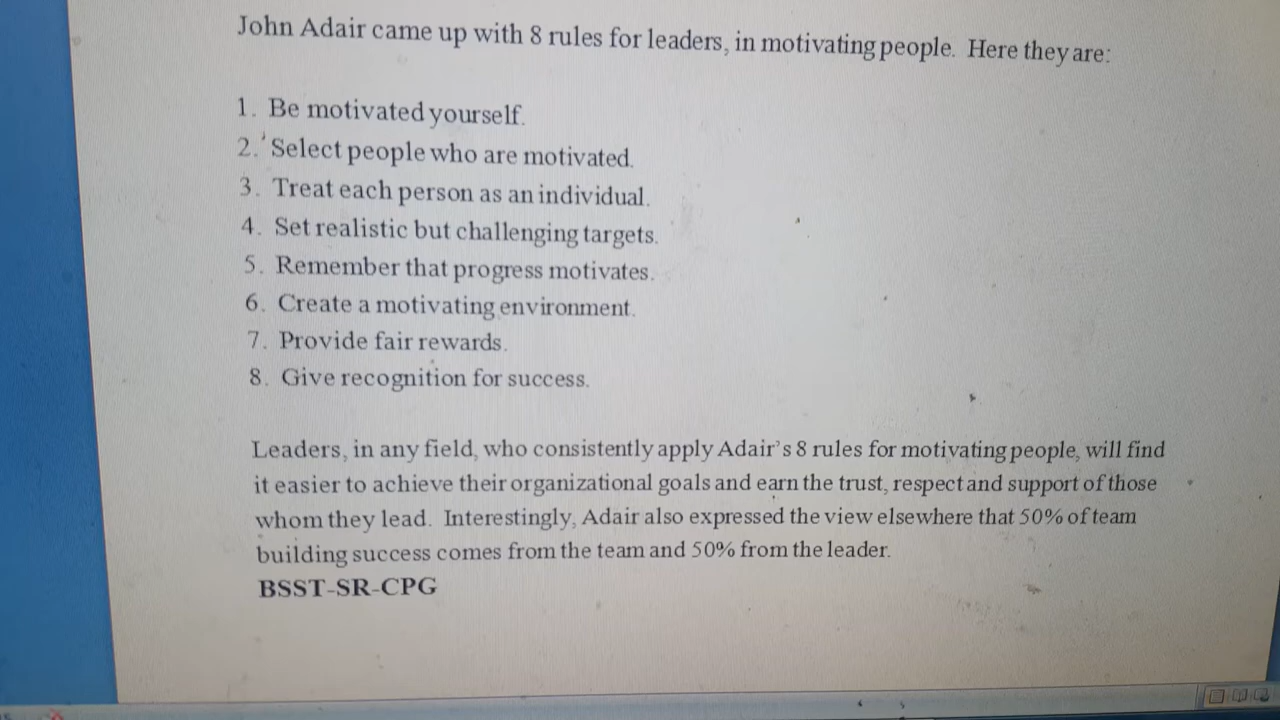 John Adair came up with 8 rules for leaders, in motivating people. Here they are:
1. Be motivated yourself.
2. Select people who are motivated.
3. Treat each person as an individual.
4. Set realistic but challenging targets.
5. Remember that progress motivates.
6. Create a motivating environment.
7. Provide fair rewards.
8. Give recognition for success.
Leaders, in any field, who consistently apply Adair's 8 rules for motivating people, will find
it easier to achieve their organizational goals and earn the trust, respect and support of those
whom they lead. Interestingly, Adair also expressed the view elsewhere that 50% of team
building success comes from the team and 50% from the leader.
BSST-SR-CPG